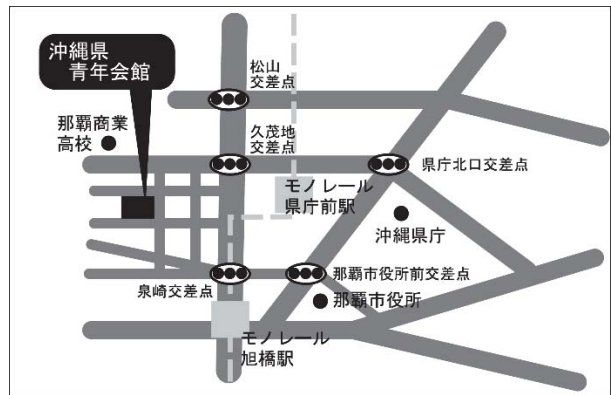 沖縄県
青年会館
松山
交差点
那覇商業
高校
久茂地
交差点
県庁北口交差点
モノレール
県庁前駅
沖縄県庁
那覇市役所前交差点
泉崎交差点
那覇市役所
モノレール
旭橋駅